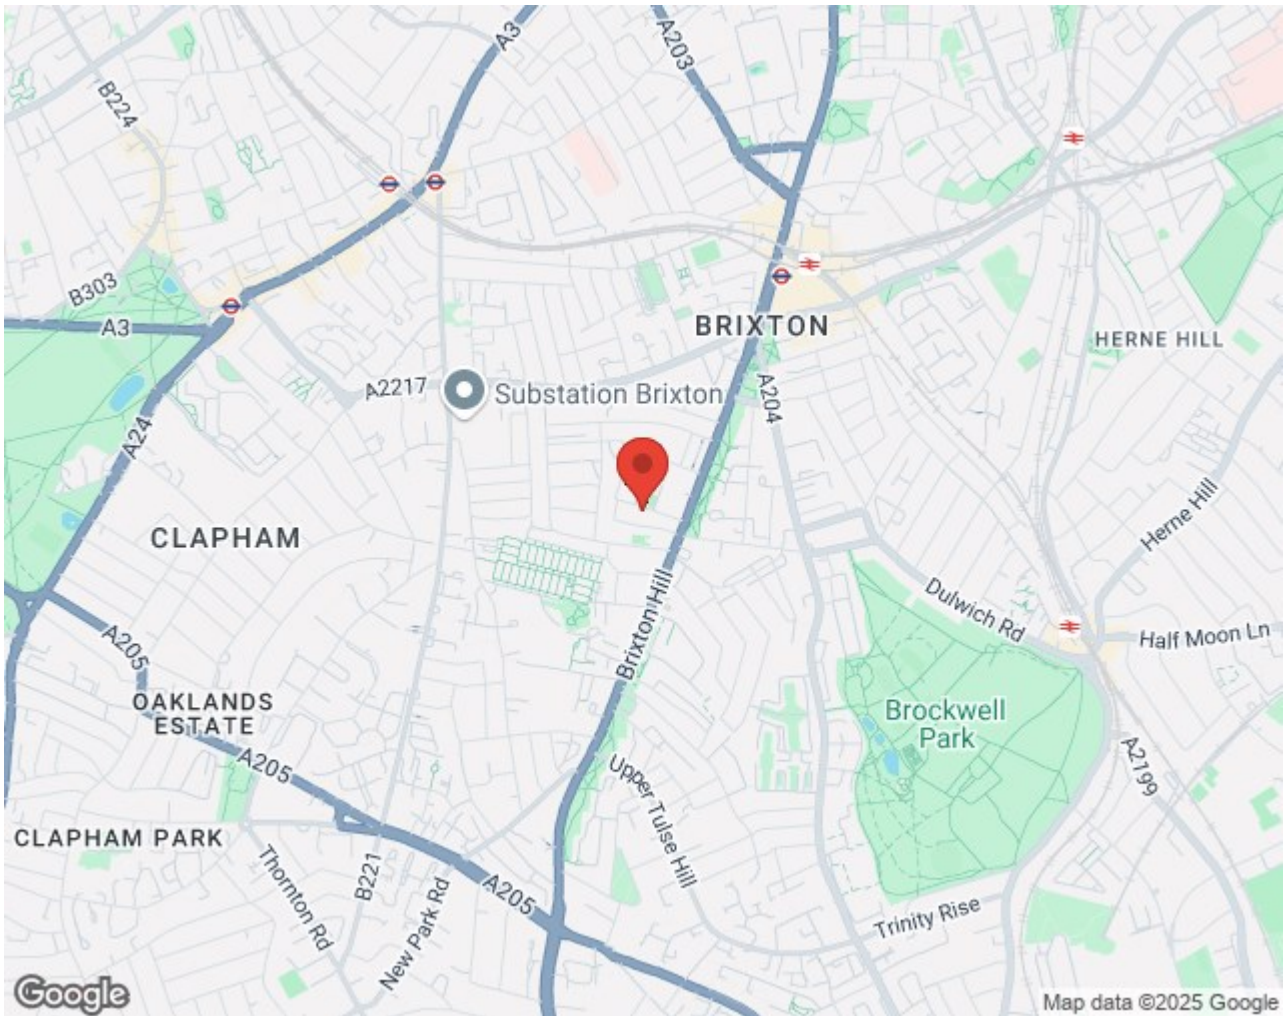 A3
A203
B224
B303
A3
BRIXTON
HERNE HILL
A2217
Substation Brixton
A204
A24
CLAPHAM
Herne Hill
Brixton Hill
Dulwich Rd
Half Moon Ln
A205
OAKLANDS
ESTATE
Brockwell
Park
A205
Upper Tulse Hill
A2199
CLAPHAM PARK
Thornton Rd
B221
New Park Rd
A205
Trinity Rise
Google
Map data ©2025 Google